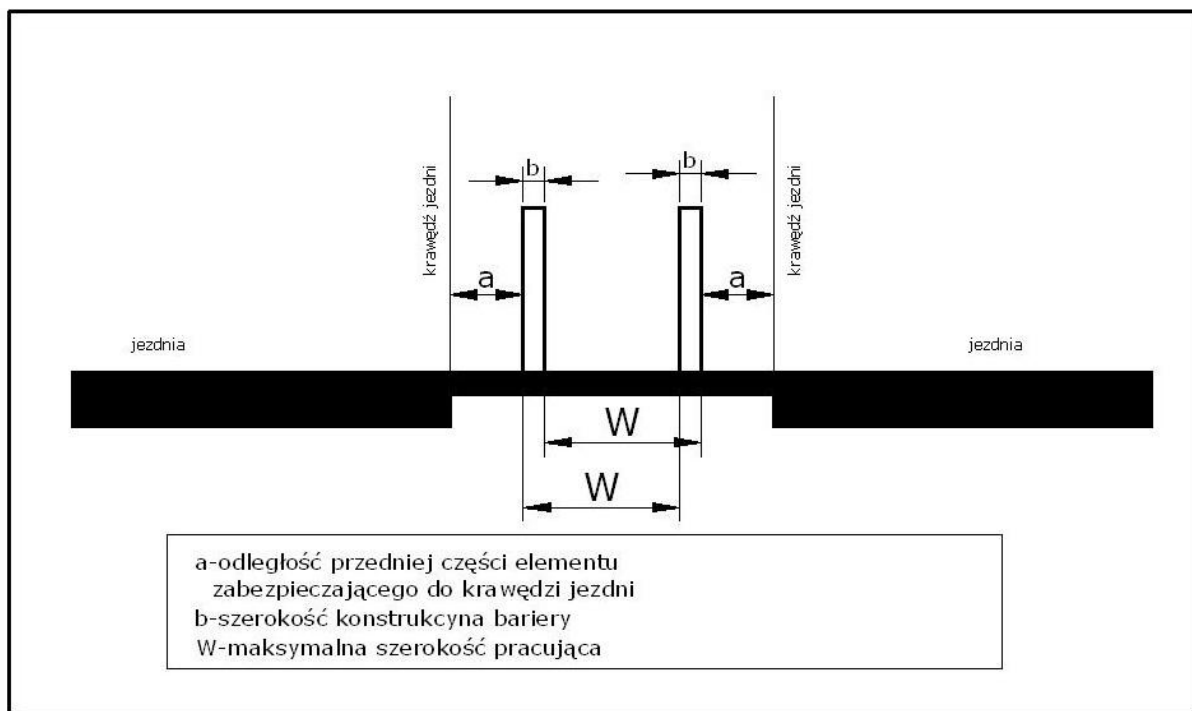 b
b
krawędź jezdni
krawędź jezdni
a
a
jezdnia
jezdnia
W
W
a-odległość przedniej części elementu
zabezpieczającego do krawędzi jezdni
b-szerokość konstrukcyna bariery
W-maksymalna szerokość pracująca